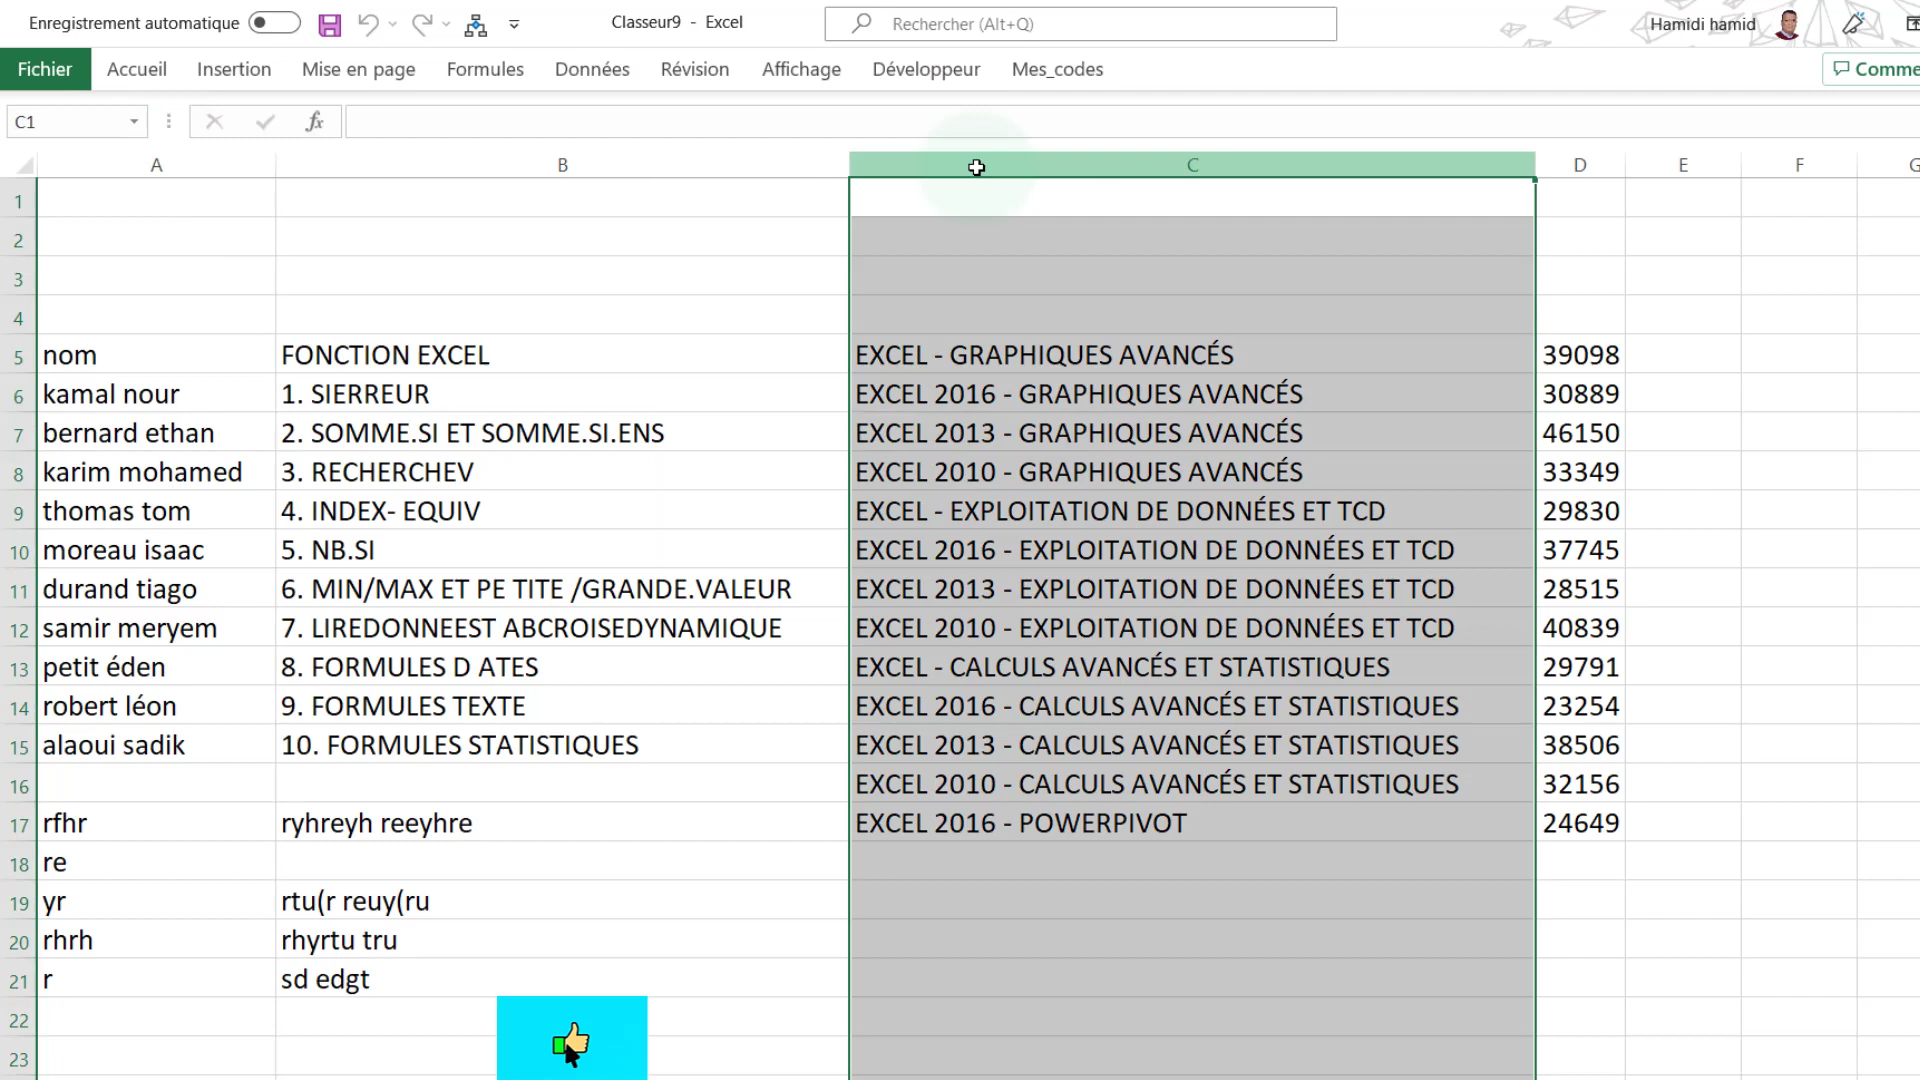 Enregistrement automatique
Classeur9 - Excel
Rechercher (Alt+Q)
Hamidi hamid
Fichier Accueil Insertion Mise en page Formules Données Révision Affichage Développeur Mes_codes Comme
C1 fx
A B C D E F G
1
2
3
4
5 nom FONCTION EXCEL EXCEL - GRAPHIQUES AVANCÉS 39098
6 kamal nour 1. SIERREUR EXCEL 2016 - GRAPHIQUES AVANCÉS 30889
7 bernard ethan 2. SOMME.SI ET SOMME.SI.ENS EXCEL 2013 - GRAPHIQUES AVANCÉS 46150
8 karim mohamed 3. RECHERCHEV EXCEL 2010 - GRAPHIQUES AVANCÉS 33349
9 thomas tom 4. INDEX- EQUIV EXCEL - EXPLOITATION DE DONNÉES ET TCD 29830
10 moreau isaac 5. NB.SI EXCEL 2016 - EXPLOITATION DE DONNÉES ET TCD 37745
11 durand tiago 6. MIN/MAX ET PE TITE /GRANDE.VALEUR EXCEL 2013 - EXPLOITATION DE DONNÉES ET TCD 28515
12 samir meryem 7. LIREDONNEEST ABCROISEDYNAMIQUE EXCEL 2010 - EXPLOITATION DE DONNÉES ET TCD 40839
13 petit éden 8. FORMULES D ATES EXCEL - CALCULS AVANCÉS ET STATISTIQUES 29791
14 robert léon 9. FORMULES TEXTE EXCEL 2016 - CALCULS AVANCÉS ET STATISTIQUES 23254
15 alaoui sadik 10. FORMULES STATISTIQUES EXCEL 2013 - CALCULS AVANCÉS ET STATISTIQUES 38506
16 EXCEL 2010 - CALCULS AVANCÉS ET STATISTIQUES 32156
17 rfhr ryhreyh reeyhre EXCEL 2016 - POWERPIVOT 24649
18 re
19 yr rtu(r reuy(ru
20 rhrh rhyrtu tru
21 r sd edgt
22
23